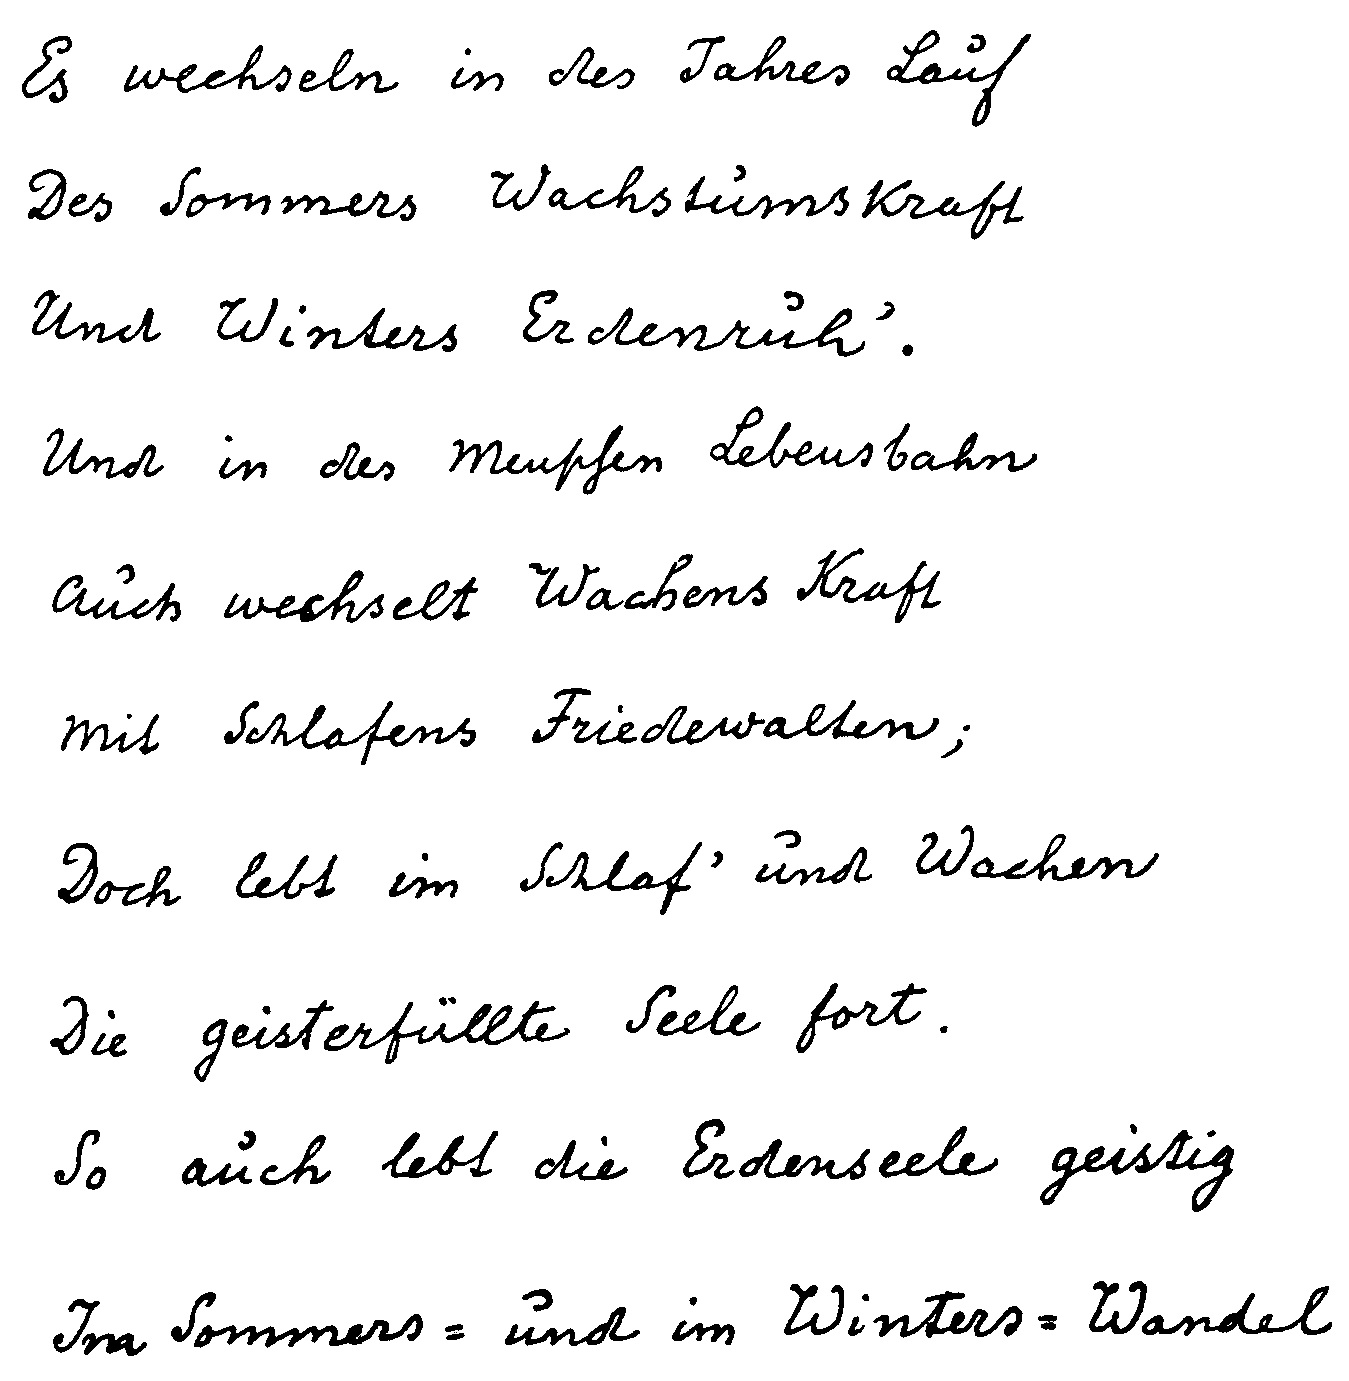 Es wechseln in des Jahres Lauf
Des Sommers Wachstumskraft
Und Winters Erdenruh'.
Und in des Menschen Lebensbahn
Auch wechselt Wachens Kraft
Mit Schlafens Friedewalten;
Doch lebt im Schlaf' und Wachen
Die geisterfüllte Seele fort.
So auch lebt die Erdenseele geistig
Im Sommers= und im Winters=Wandel